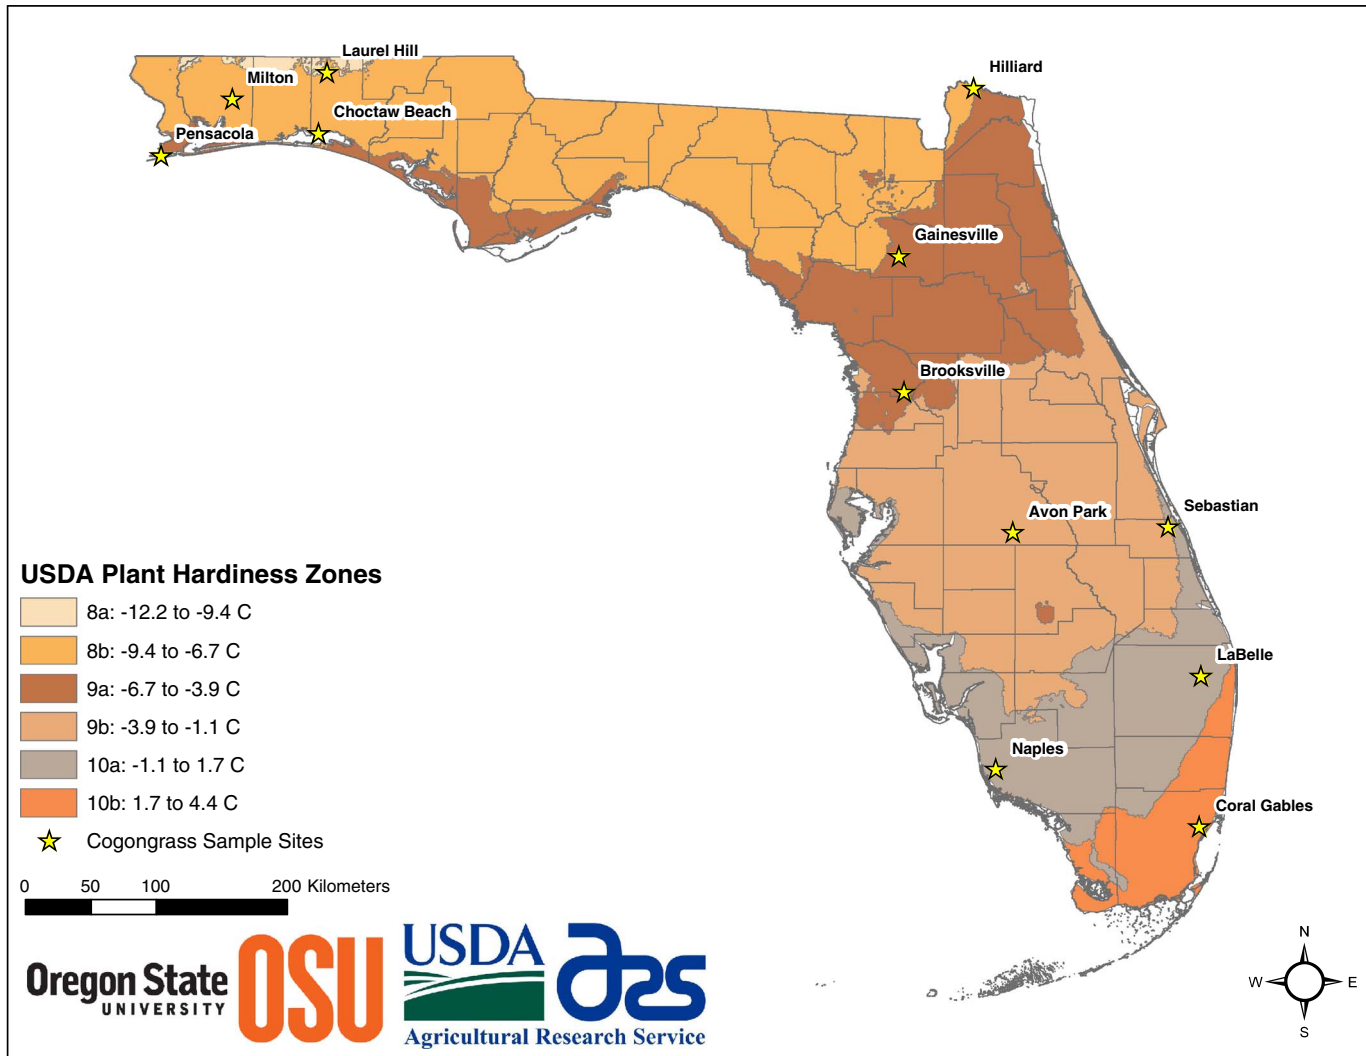 Laurel Hill
Milton
Hilliard
Choctaw Beach
Pensacola
Gainesville
Brooksville
Avon Park
Sebastian
LaBelle
Naples
Coral Gables
USDA Plant Hardiness Zones
8a: -12.2 to -9.4 C
8b: -9.4 to -6.7 C
9a: -6.7 to -3.9 C
9b: -3.9 to -1.1 C
10a: -1.1 to 1.7 C
10b: 1.7 to 4.4 C
Cogongrass Sample Sites
0 50 100 200 Kilometers
Oregon State
UNIVERSITY
OSU
USDA
ars
Agricultural Research Service
N
W E
S